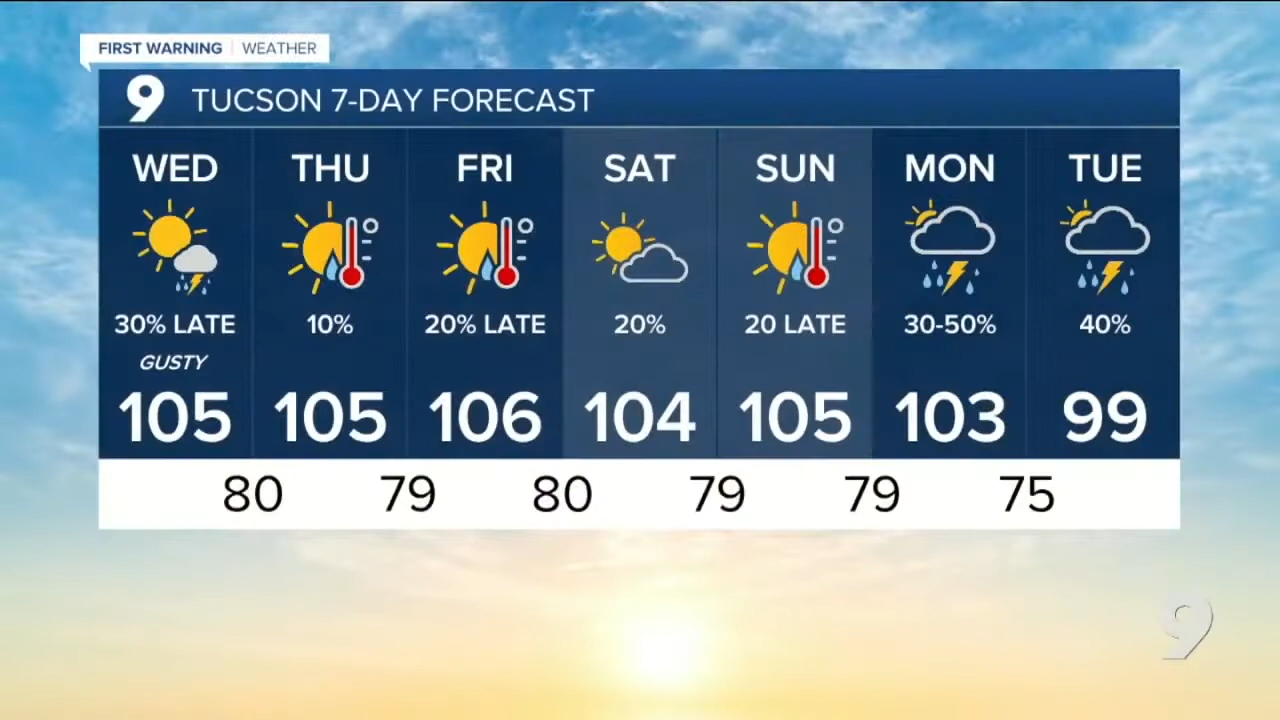 FIRST WARNING | WEATHER
9 TUCSON 7-DAY FORECAST
WED THU FRI SAT SUN MON TUE
30% LATE 10% 20% LATE 20% 20 LATE 30-50% 40%
GUSTY
105 105 106 104 105 103 99
80 79 80 79 79 75
9